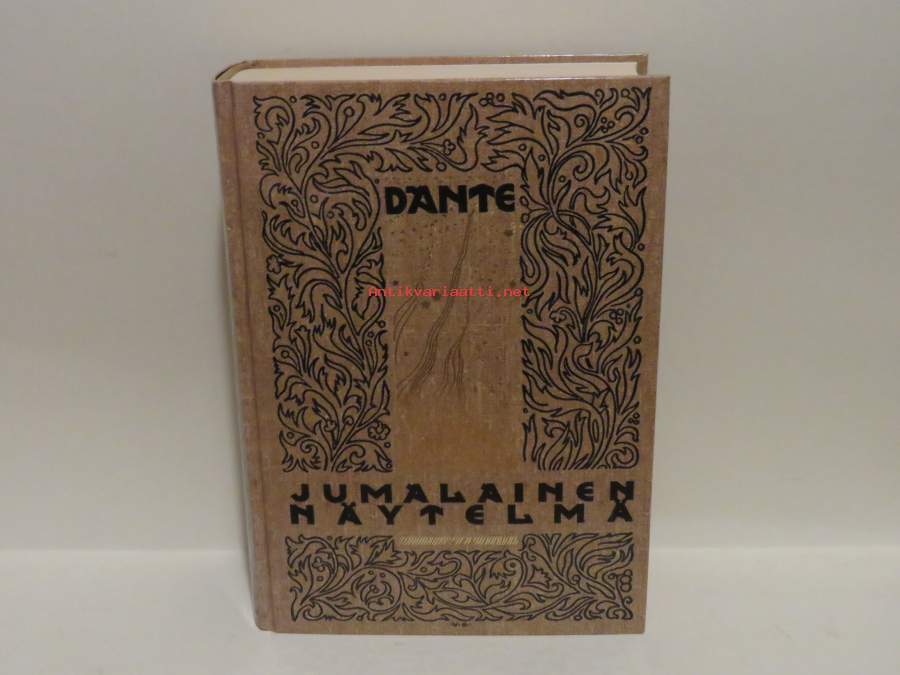 DANTE
Antikvariaatti.net
JUMALAINEN
NÄYTELMÄ